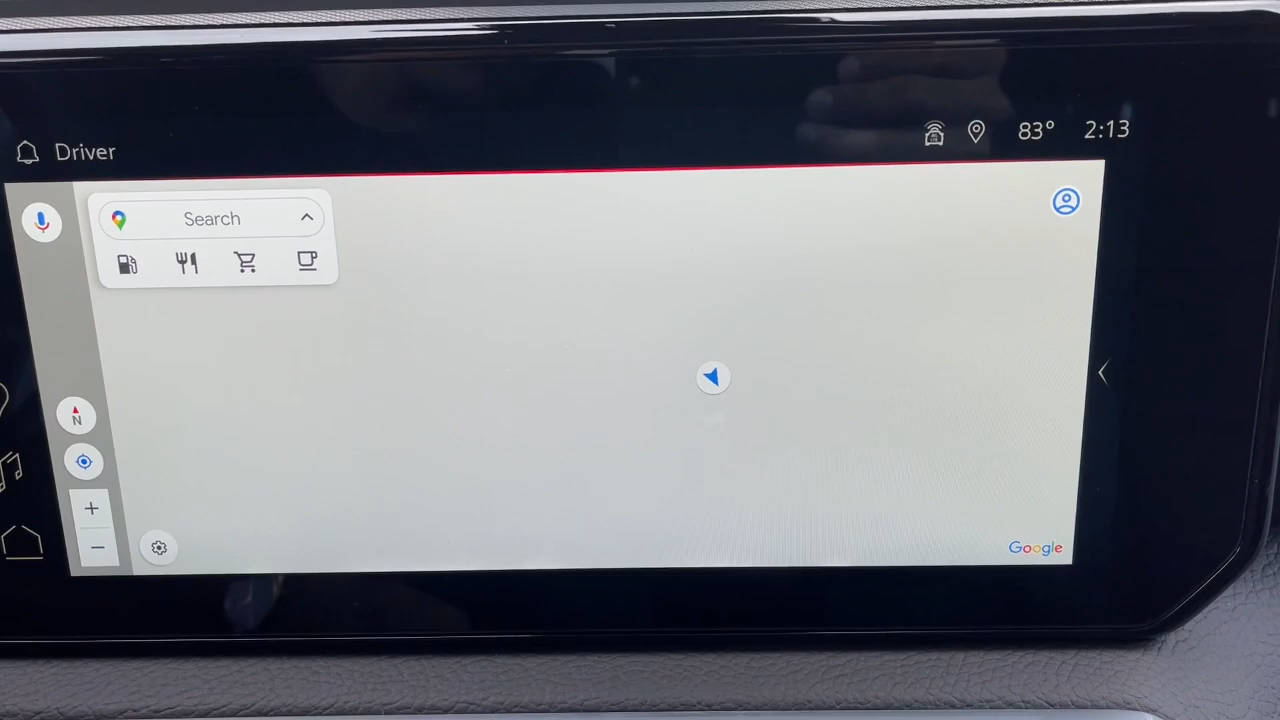 Driver
83° 2:13
Search
N
+
−
Google